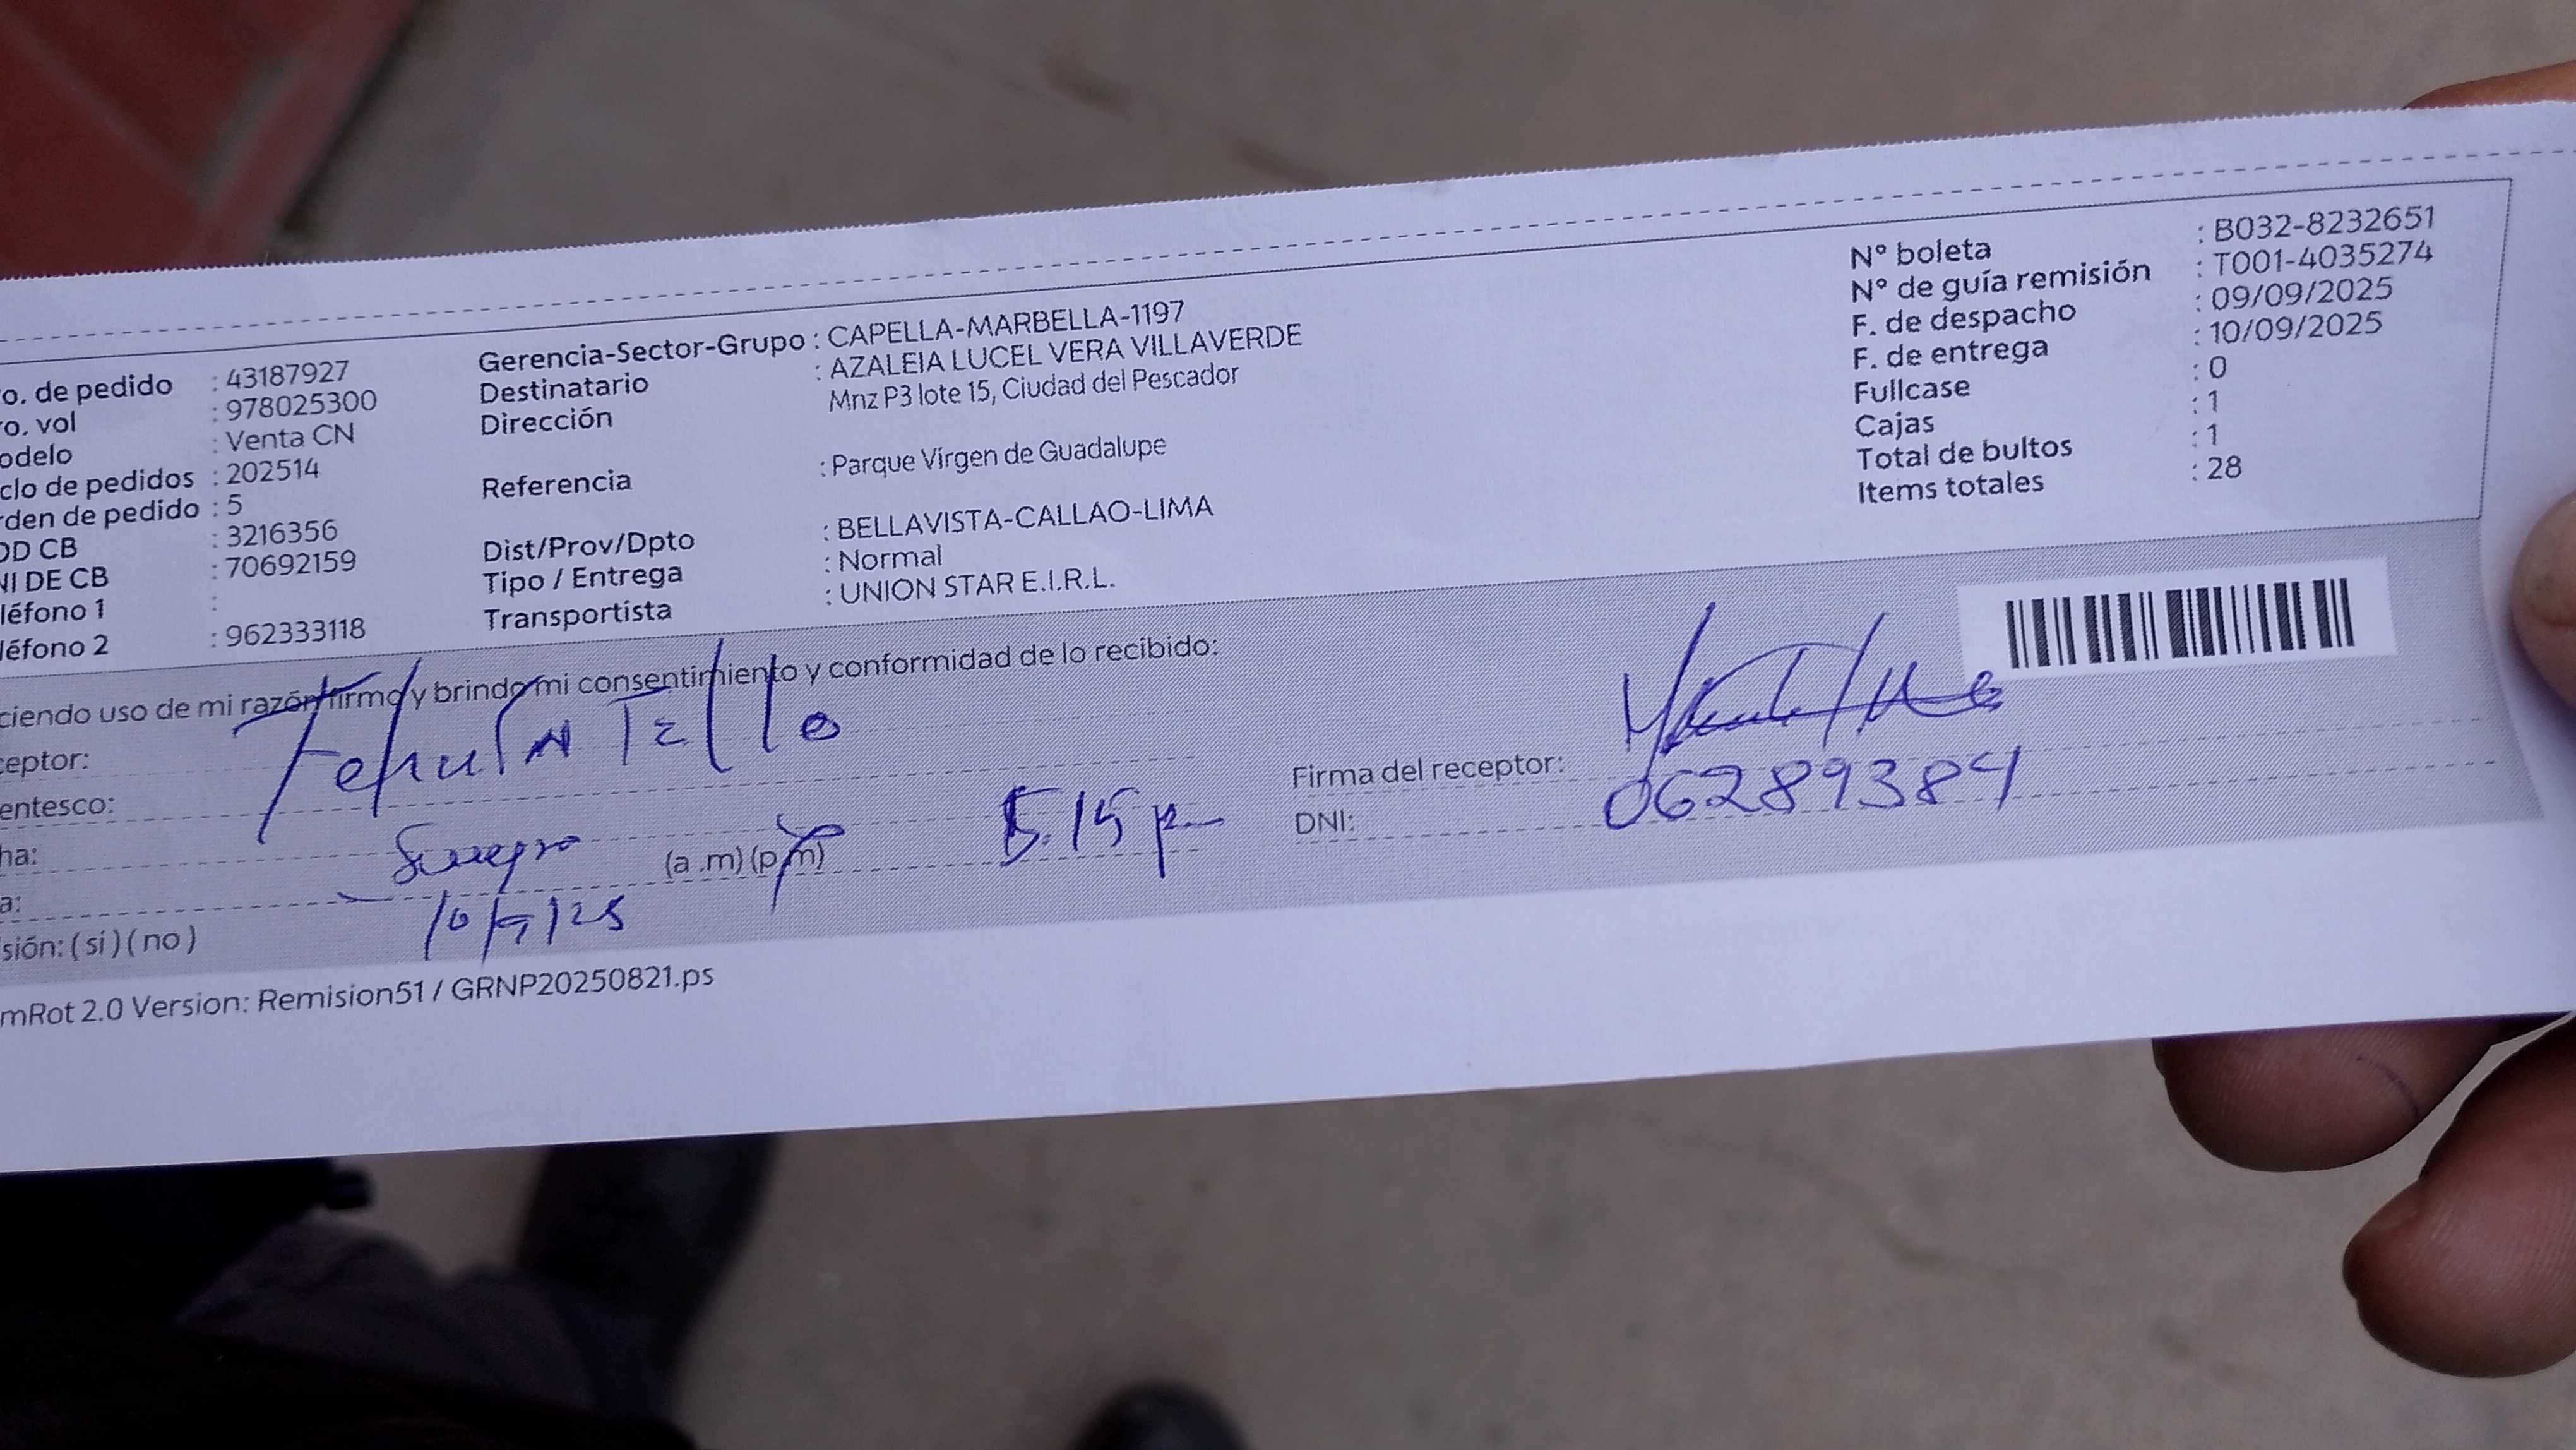 o. de pedido : 43187927
o. vol : 978025300
odelo : Venta CN
clo de pedidos : 202514
rden de pedido : 5
OD CB : 3216356
NI DE CB : 70692159
léfono 1 :
léfono 2 : 962333118
Gerencia-Sector-Grupo : CAPELLA-MARBELLA-1197
Destinatario : AZALEIA LUCEL VERA VILLAVERDE
Dirección Mnz P3 lote 15, Ciudad del Pescador
Referencia : Parque Virgen de Guadalupe
Dist/Prov/Dpto : BELLAVISTA-CALLAO-LIMA
Tipo / Entrega : Normal
Transportista : UNION STAR E.I.R.L.
N° boleta : B032-8232651
N° de guía remisión : T001-4035274
F. de despacho : 09/09/2025
F. de entrega : 10/09/2025
Fullcase : 0
Cajas : 1
Total de bultos : 1
Items totales : 28
ciendo uso de mi razón firmo y brindo mi consentimiento y conformidad de lo recibido:
ceptor: Tello
entesco: Suegro
ha: 10/9/25
a: (a .m) (p.m) 5.15 p
sión: ( si ) ( no )
Firma del receptor:
DNI: 06289384
mRot 2.0 Version: Remision51 / GRNP20250821.ps